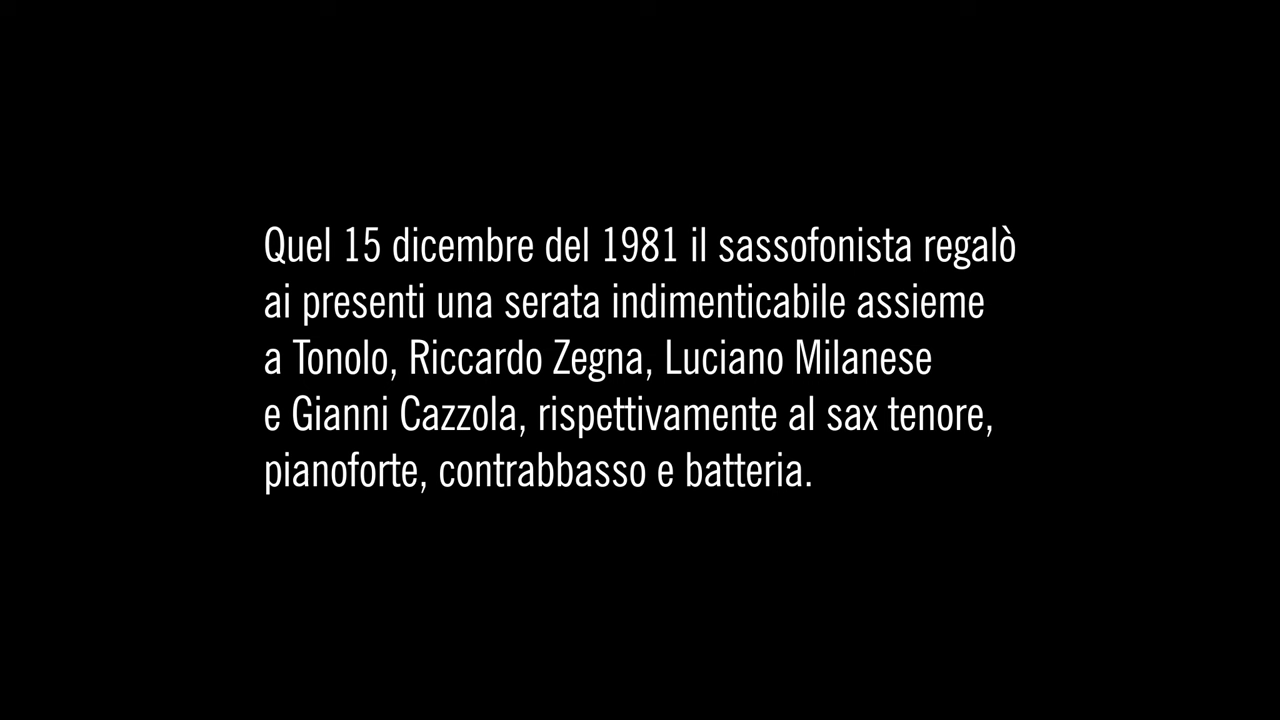 Quel 15 dicembre del 1981 il sassofonista regalò
ai presenti una serata indimenticabile assieme
a Tonolo, Riccardo Zegna, Luciano Milanese
e Gianni Cazzola, rispettivamente al sax tenore,
pianoforte, contrabbasso e batteria.